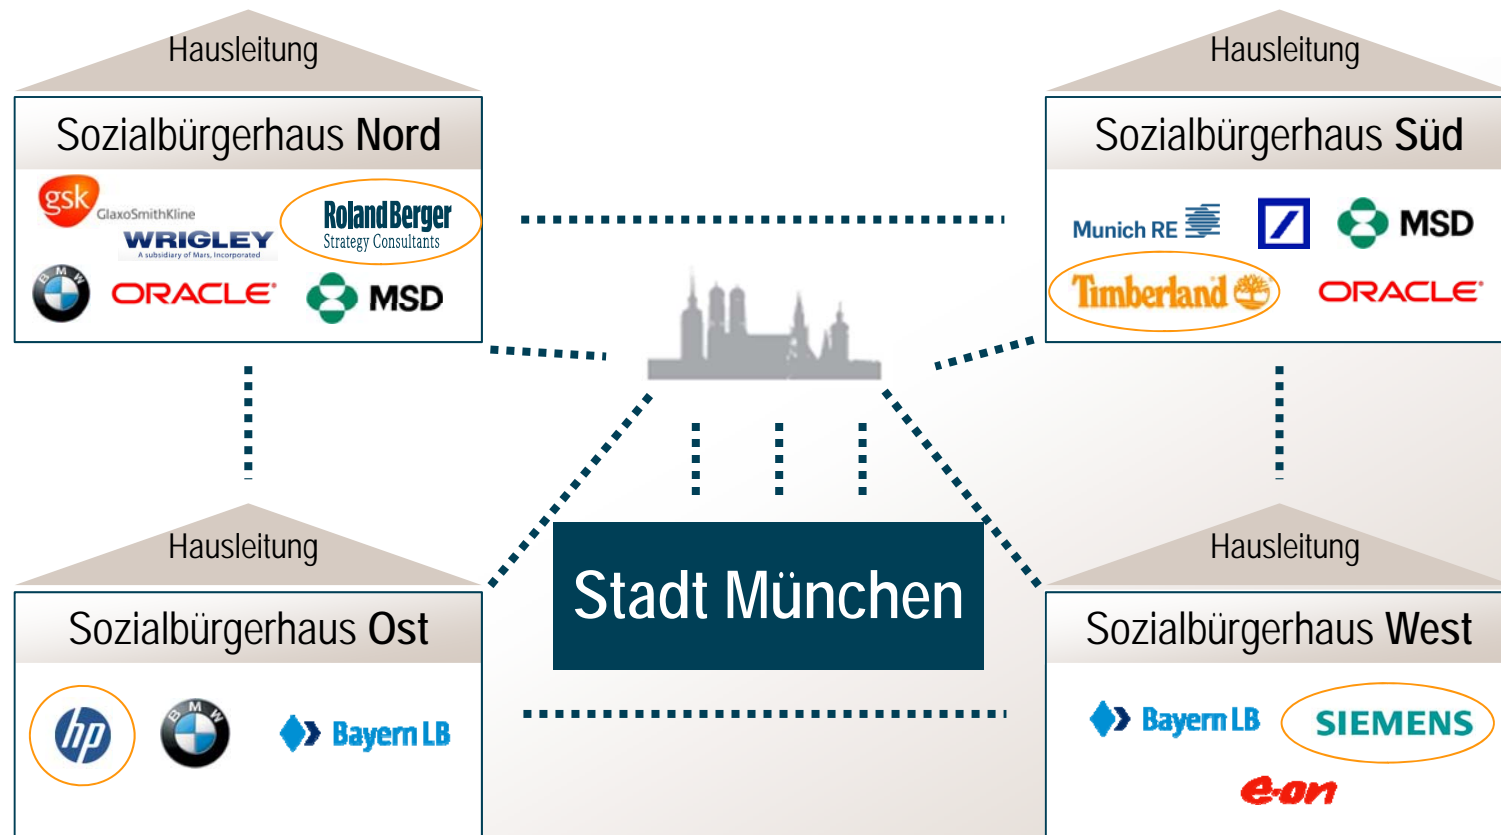 Hausleitung
Sozialbürgerhaus Nord
gsk
GlaxoSmithKline
WRIGLEY
A subsidiary of Mars, Incorporated
Roland Berger
Strategy Consultants
BMW
ORACLE
MSD
Hausleitung
Sozialbürgerhaus Süd
Munich RE
MSD
Timberland
ORACLE
Stadt München
Hausleitung
Sozialbürgerhaus Ost
hp
BMW
Bayern LB
Hausleitung
Sozialbürgerhaus West
Bayern LB
SIEMENS
e·on